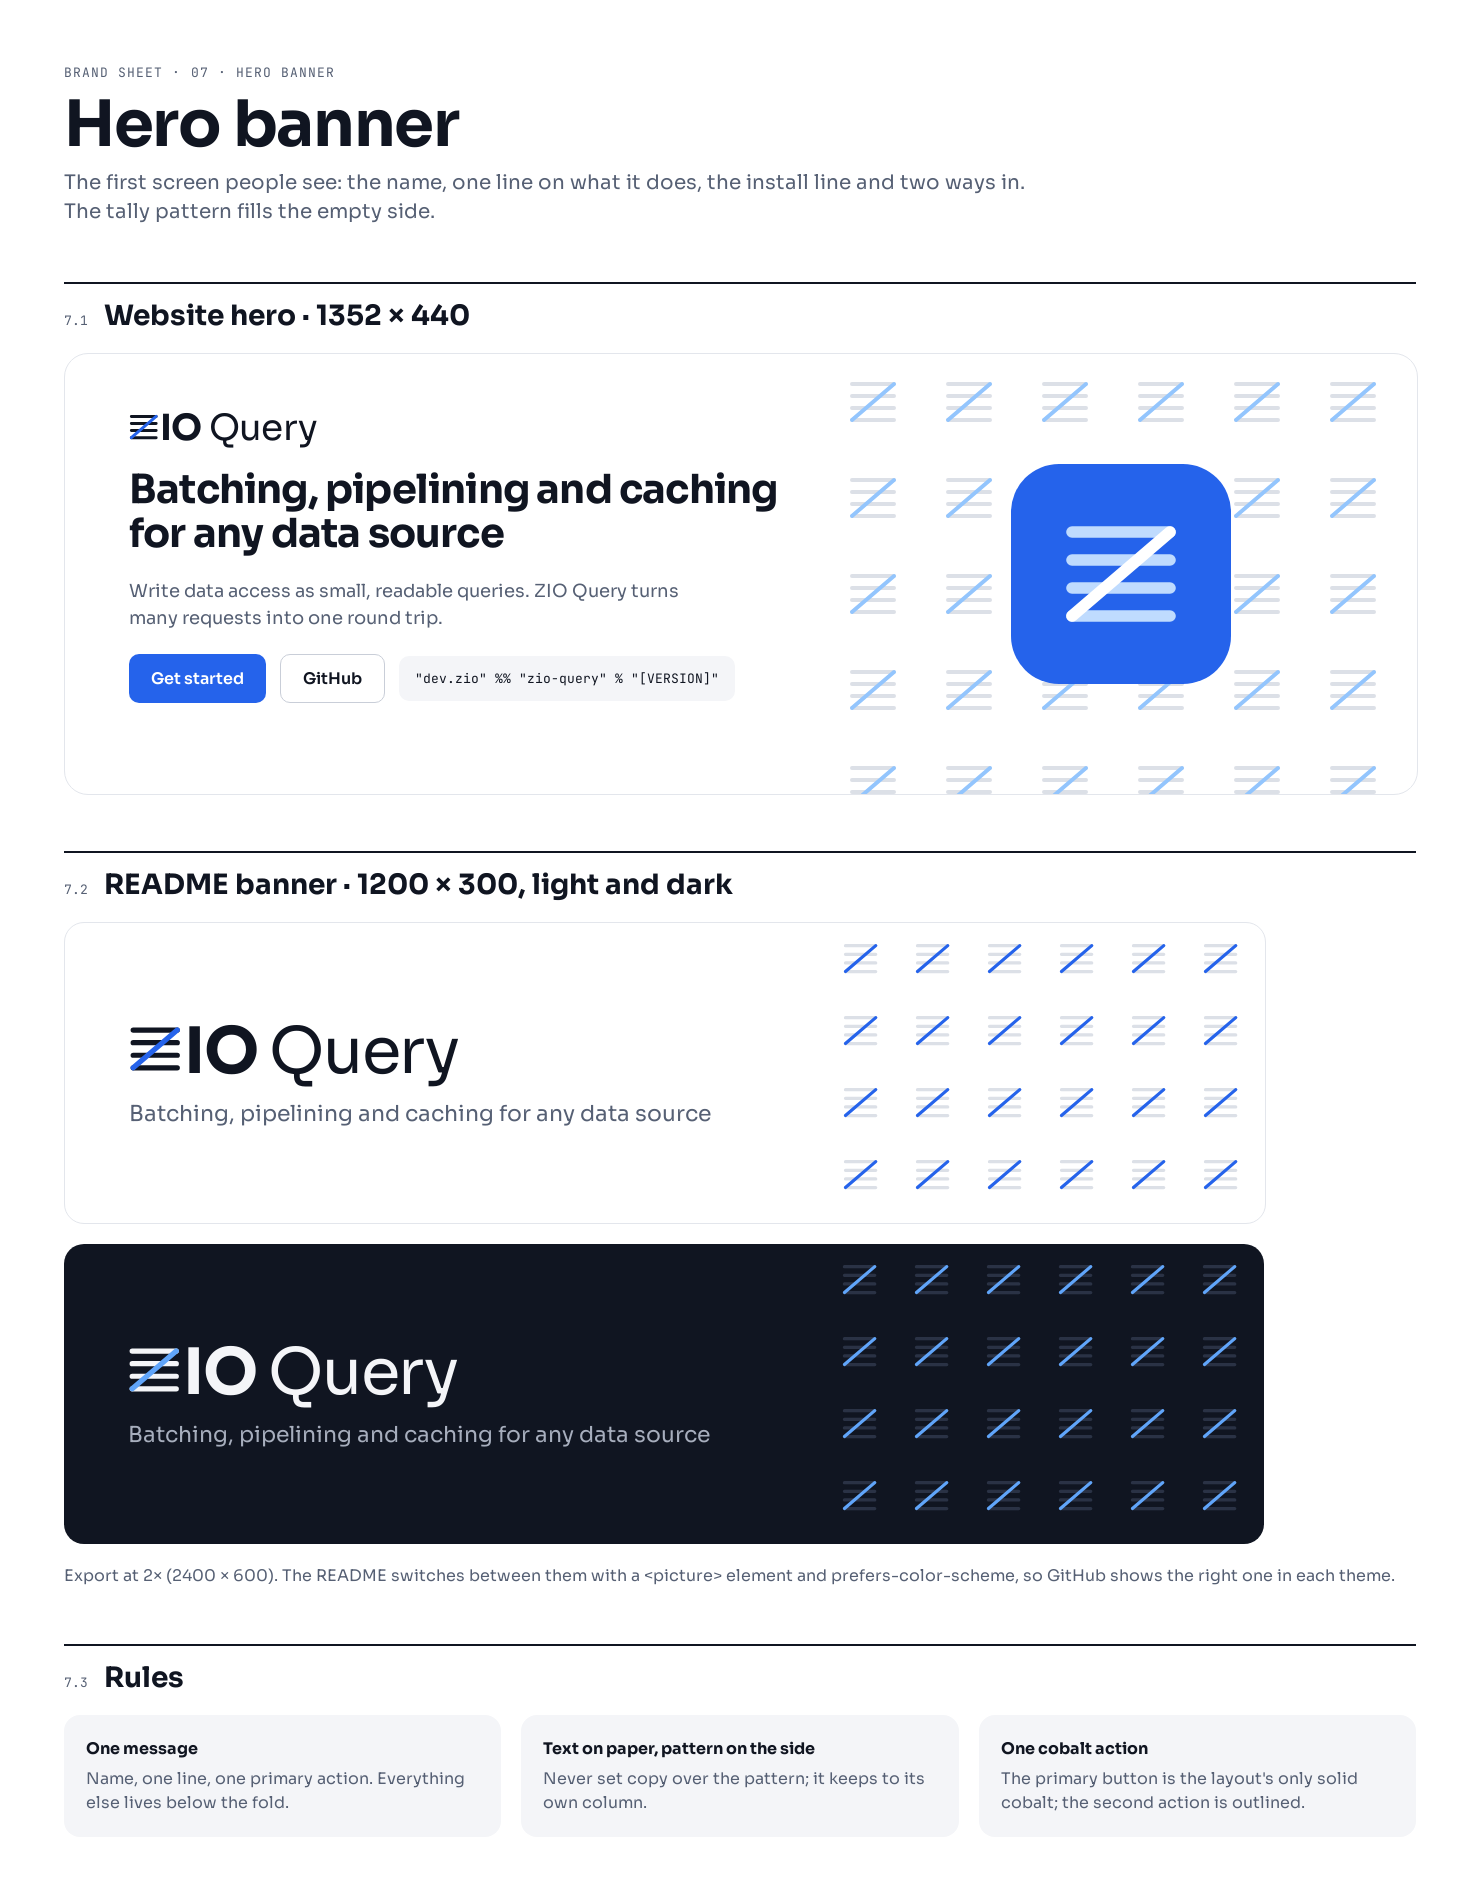 BRAND SHEET · 07 · HERO BANNER
Hero banner
The first screen people see: the name, one line on what it does, the install line and two ways in.
The tally pattern fills the empty side.
7.1 Website hero · 1352 × 440
ZIO Query
Batching, pipelining and caching
for any data source
Write data access as small, readable queries. ZIO Query turns
many requests into one round trip.
Get started GitHub "dev.zio" %% "zio-query" % "[VERSION]"
7.2 README banner · 1200 × 300, light and dark
ZIO Query
Batching, pipelining and caching for any data source
ZIO Query
Batching, pipelining and caching for any data source
Export at 2× (2400 × 600). The README switches between them with a <picture> element and prefers-color-scheme, so GitHub shows the right one in each theme.
7.3 Rules
One message
Name, one line, one primary action. Everything
else lives below the fold.
Text on paper, pattern on the side
Never set copy over the pattern; it keeps to its
own column.
One cobalt action
The primary button is the layout's only solid
cobalt; the second action is outlined.